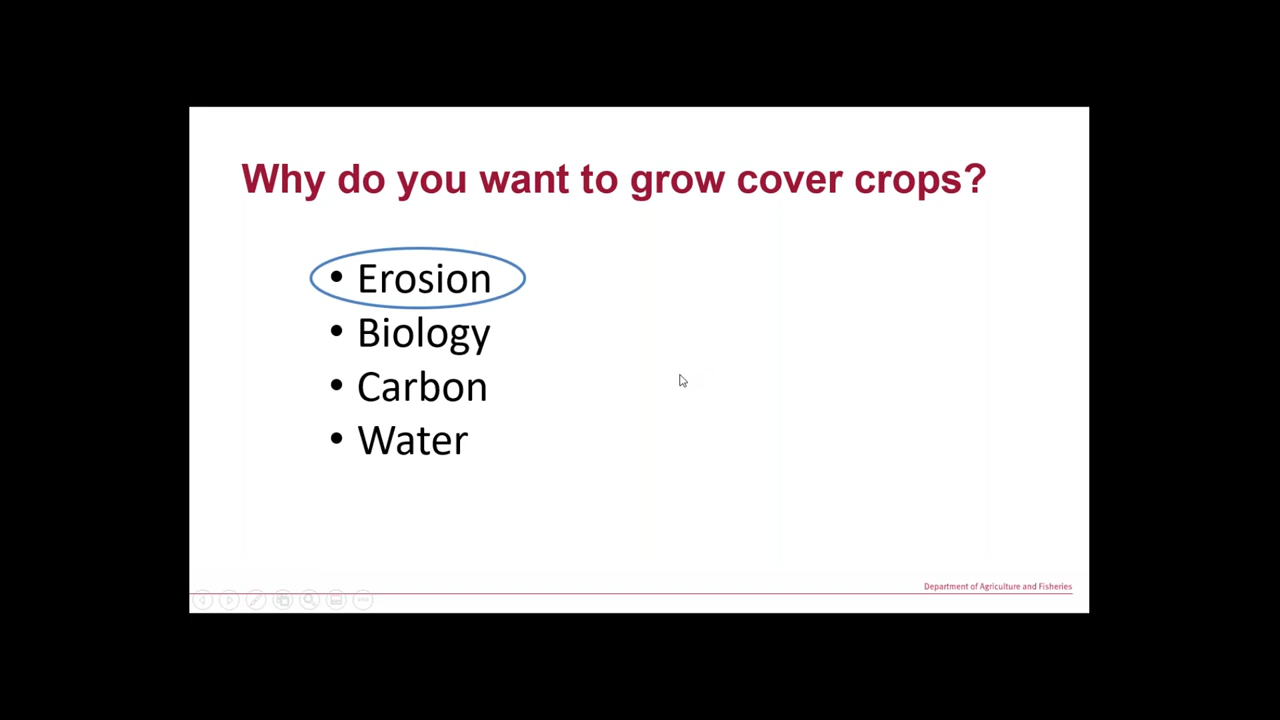 Why do you want to grow cover crops?
• Erosion
• Biology
• Carbon
• Water
Department of Agriculture and Fisheries